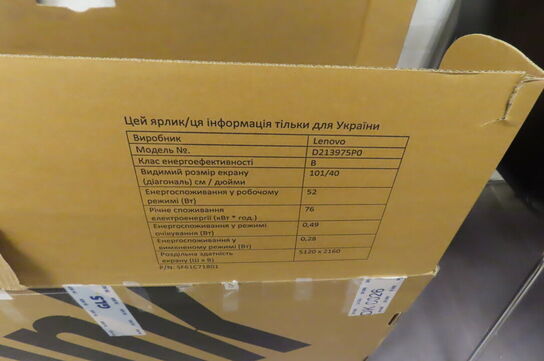 Цей ярлик/ця інформація тільки для України
Виробник Lenovo
Модель №. D213975P0
Клас енергоефективності B
Видимий розмір екрану 101/40
(діагональ) см / дюйми
Енергоспоживання у робочому 52
режимі (Вт)
Річне споживання 76
електроенергії (кВт * год.)
Енергоспоживання у режимі 0,49
очікування (Вт)
Енергоспоживання у 0,28
вимкненому режимі (Вт)
Роздільна здатність 5120 x 2160
екрану (Ш x В)
P/N: SF61C71801
GLS